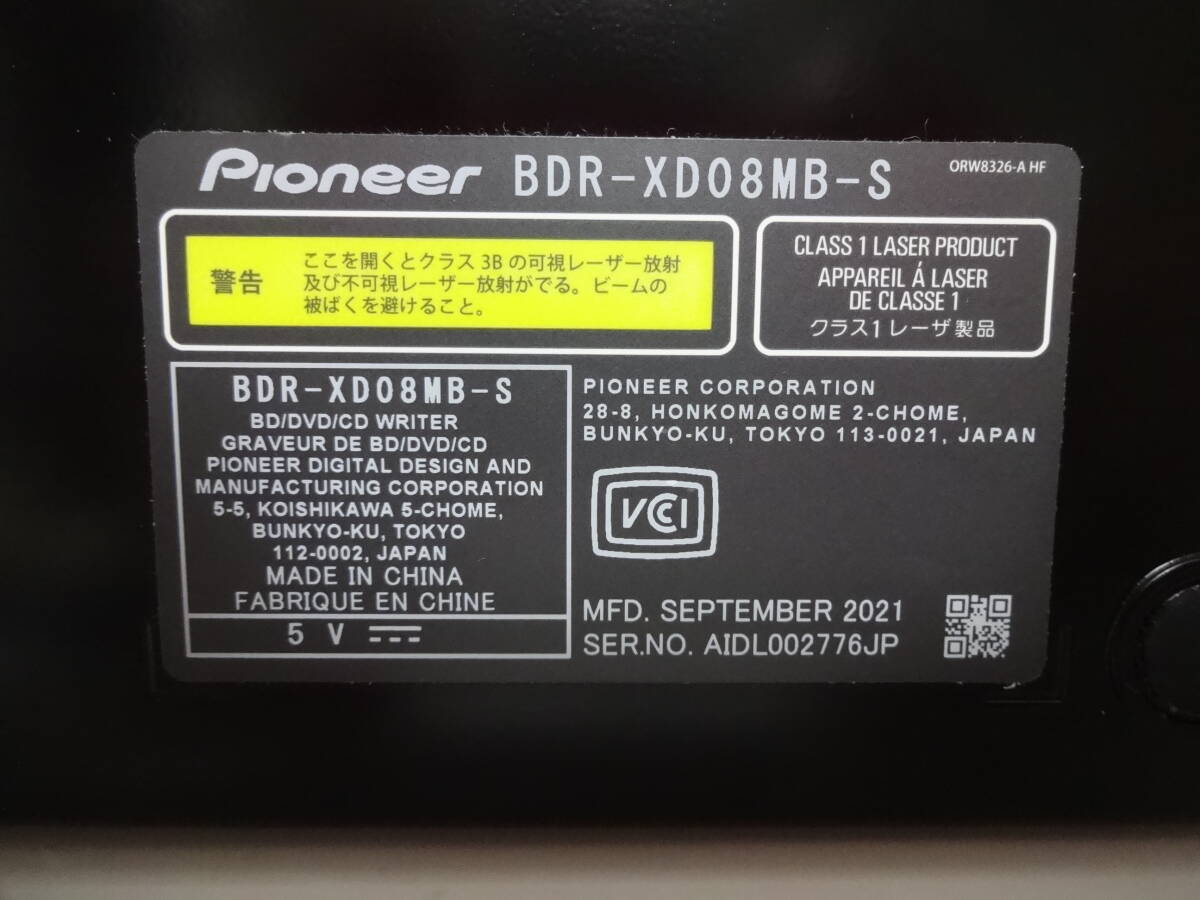 Pioneer BDR-XD08MB-S
ORW8326-A HF
警告
ここを開くとクラス 3B の可視レーザー放射
及び不可視レーザー放射がでる。ビームの
被ばくを避けること。
CLASS 1 LASER PRODUCT
APPAREIL Á LASER
DE CLASSE 1
クラス1 レーザ製品
BDR-XD08MB-S
BD/DVD/CD WRITER
GRAVEUR DE BD/DVD/CD
PIONEER DIGITAL DESIGN AND
MANUFACTURING CORPORATION
5-5, KOISHIKAWA 5-CHOME,
BUNKYO-KU, TOKYO
112-0002, JAPAN
MADE IN CHINA
FABRIQUE EN CHINE
5 V
PIONEER CORPORATION
28-8, HONKOMAGOME 2-CHOME,
BUNKYO-KU, TOKYO 113-0021, JAPAN
VCCI
MFD. SEPTEMBER 2021
SER.NO. AIDL002776JP